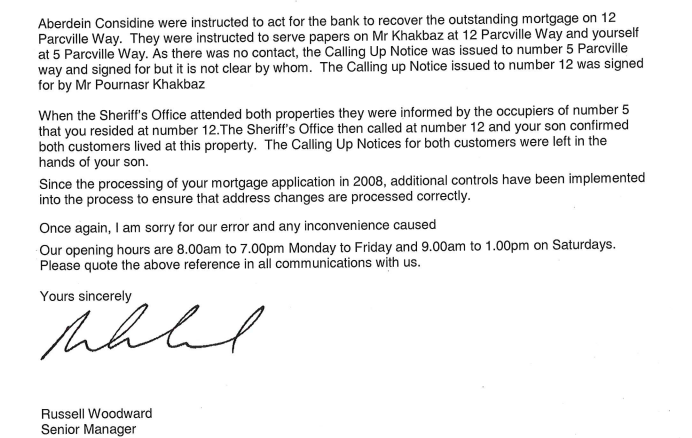 Aberdein Considine were instructed to act for the bank to recover the outstanding mortgage on 12
Parcville Way. They were instructed to serve papers on Mr Khakbaz at 12 Parcville Way and yourself
at 5 Parcville Way. As there was no contact, the Calling Up Notice was issued to number 5 Parcville
way and signed for but it is not clear by whom. The Calling up Notice issued to number 12 was signed
for by Mr Pournasr Khakbaz
When the Sheriff's Office attended both properties they were informed by the occupiers of number 5
that you resided at number 12.The Sheriff's Office then called at number 12 and your son confirmed
both customers lived at this property. The Calling Up Notices for both customers were left in the
hands of your son.
Since the processing of your mortgage application in 2008, additional controls have been implemented
into the process to ensure that address changes are processed correctly.
Once again, I am sorry for our error and any inconvenience caused
Our opening hours are 8.00am to 7.00pm Monday to Friday and 9.00am to 1.00pm on Saturdays.
Please quote the above reference in all communications with us.
Yours sincerely
Russell Woodward
Senior Manager